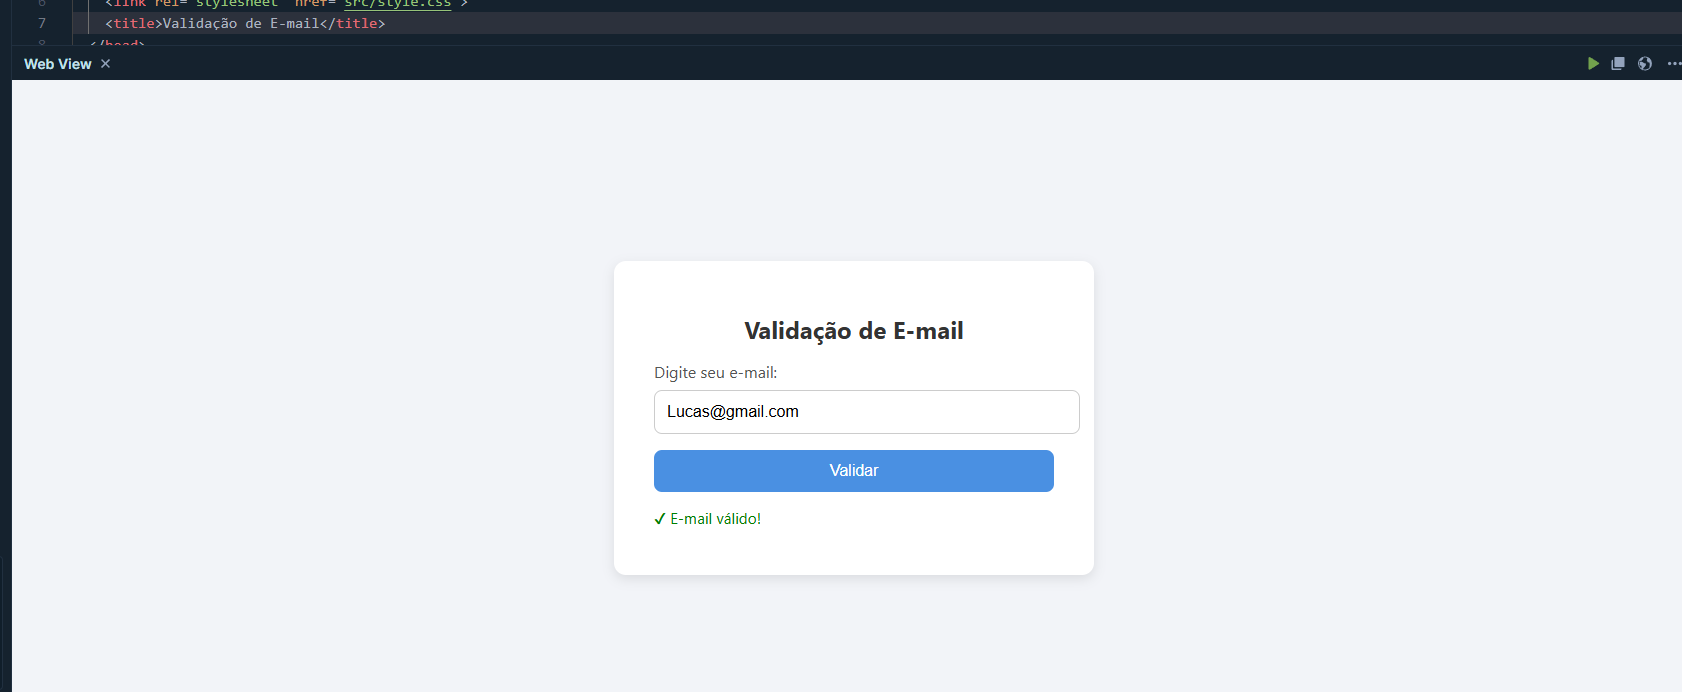 6 <link rel="stylesheet" href="src/style.css">
7 <title>Validação de E-mail</title>
8 </head>
Web View
Validação de E-mail
Digite seu e-mail:
Lucas@gmail.com
Validar
✔ E-mail válido!